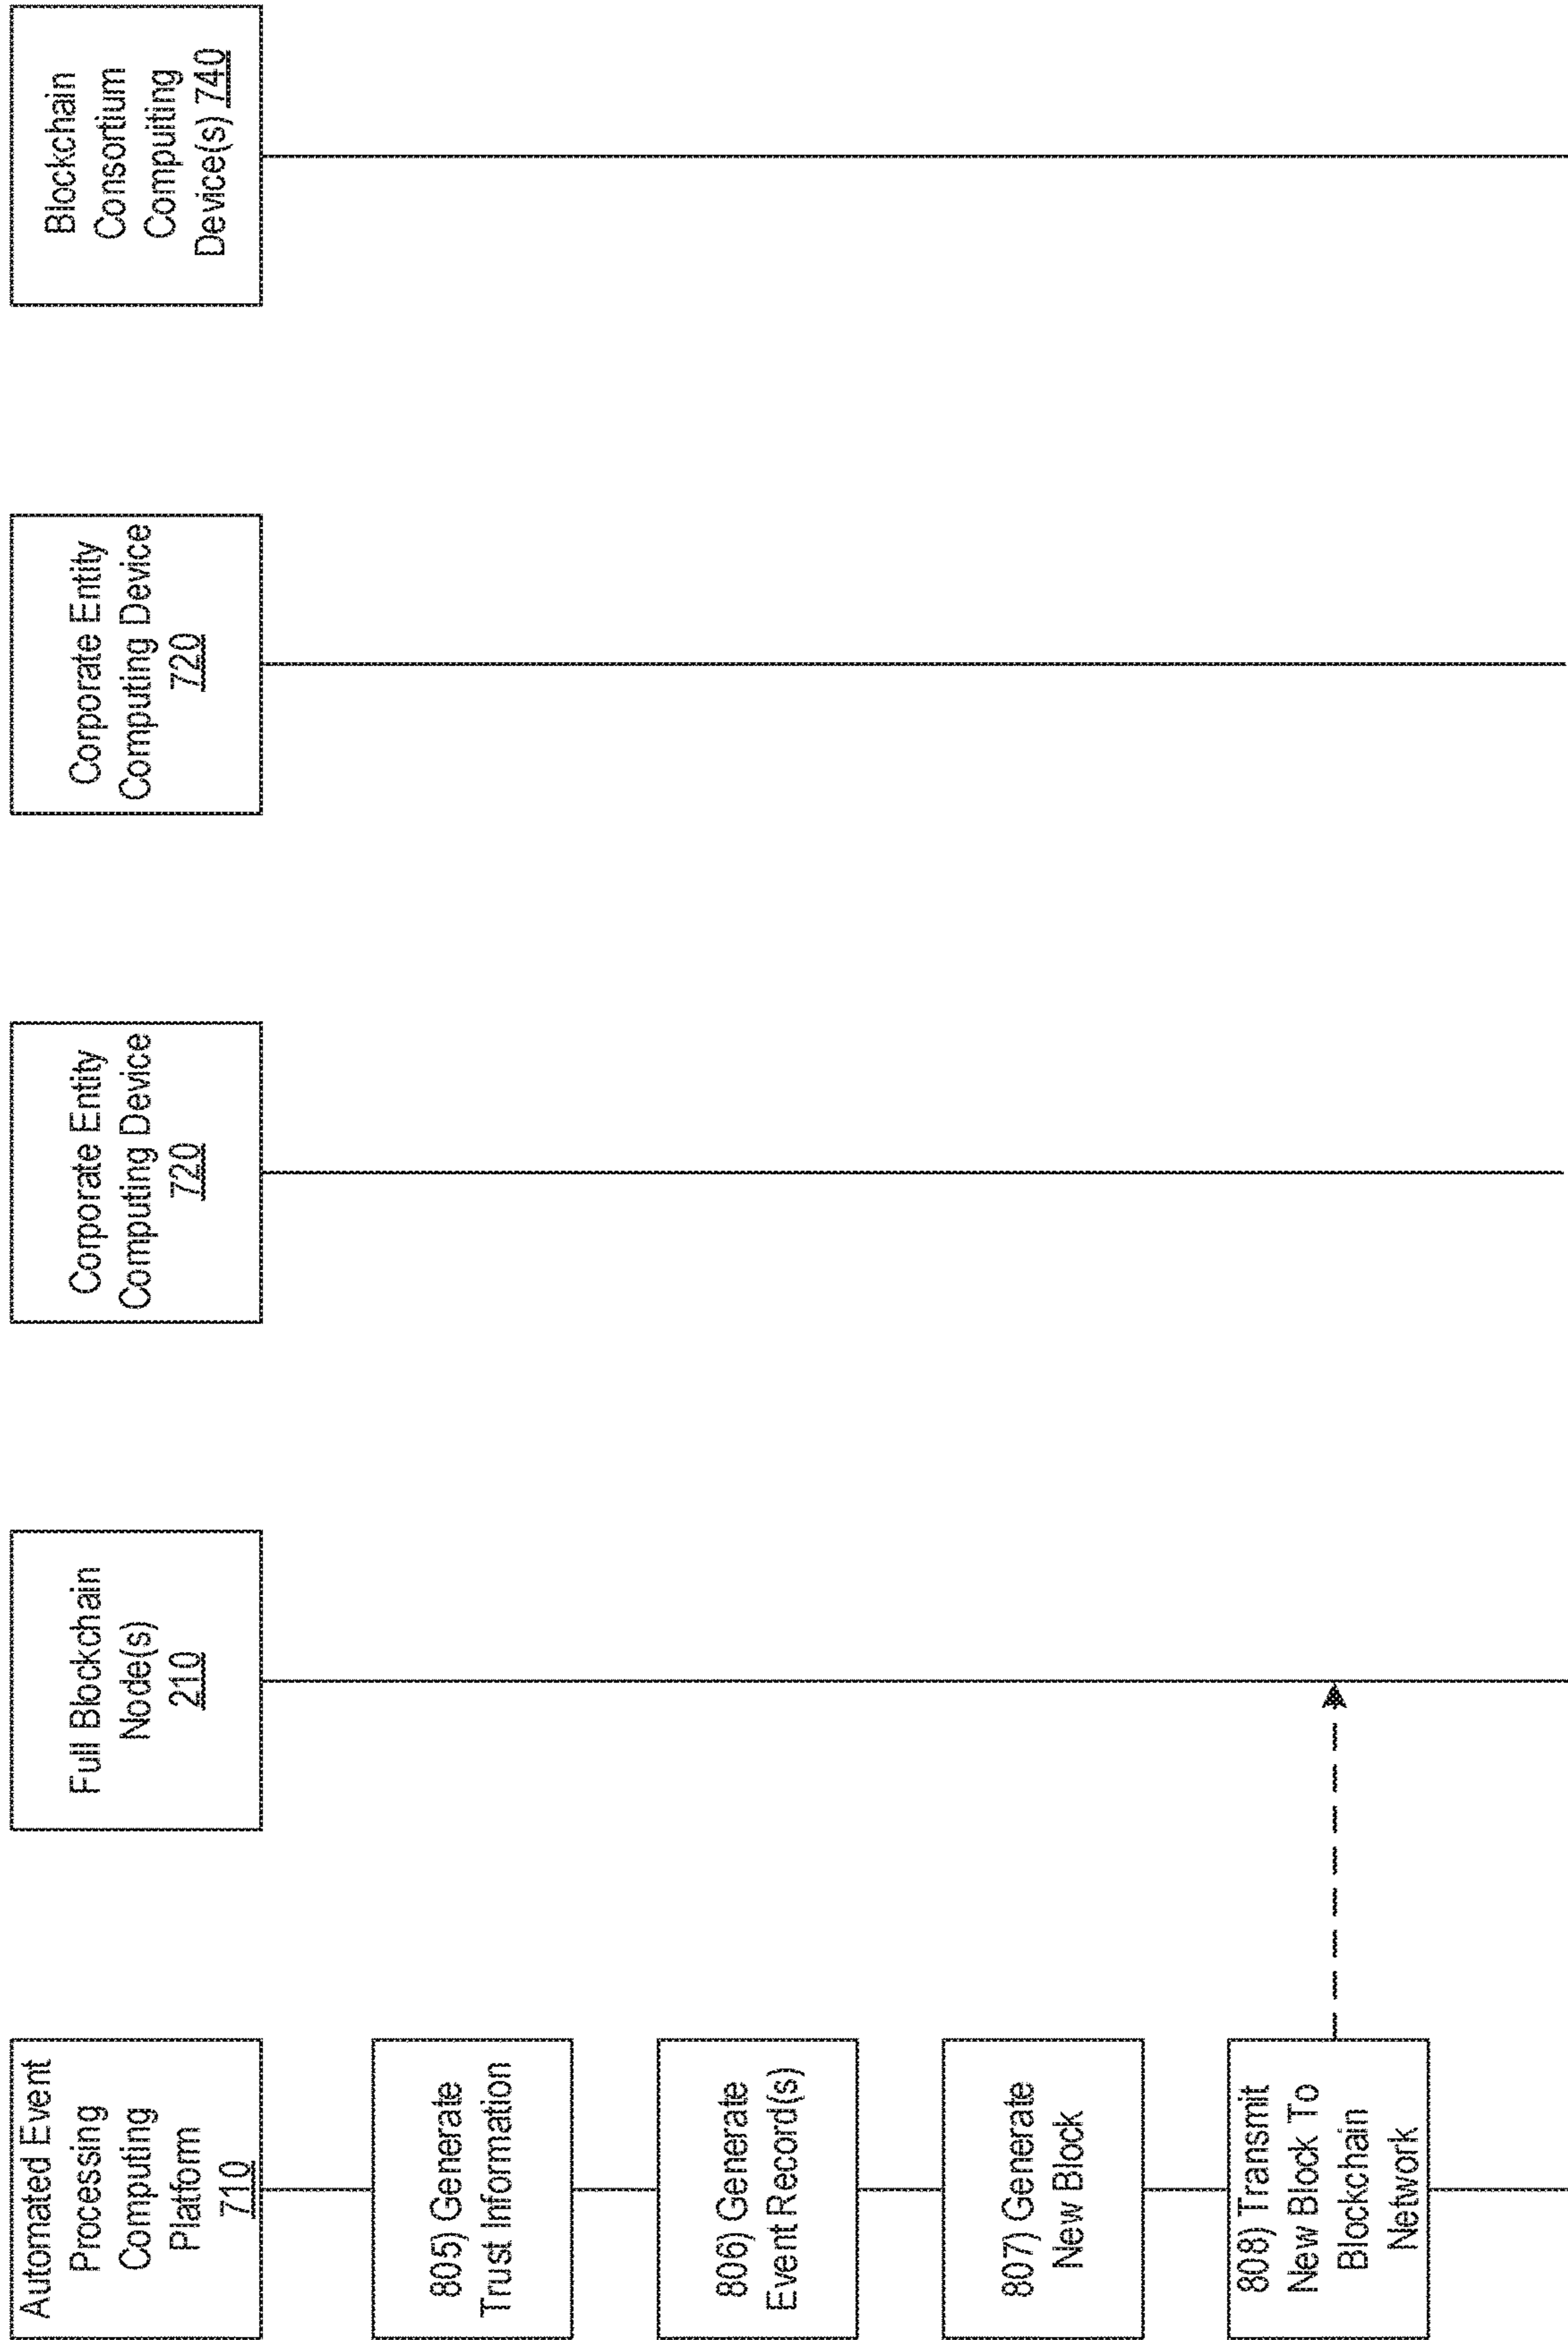 Automated Event
Processing
Computing
Platform
710
Full Blockchain
Node(s)
210
Corporate Entity
Computing Device
720
Corporate Entity
Computing Device
720
Blockchain
Consortium
Compuiting
Device(s) 740
805) Generate
Trust Information
806) Generate
Event Record(s)
807) Generate
New Block
808) Transmit
New Block To
Blockchain
Network